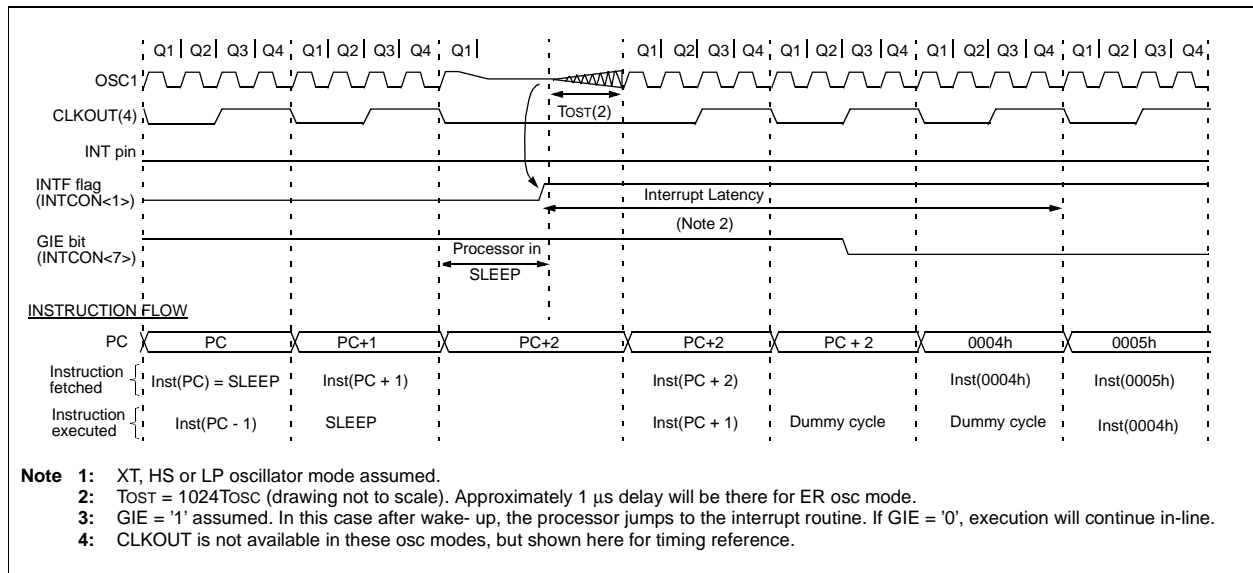 Q1 Q2 Q3 Q4 Q1 Q2 Q3 Q4 Q1 Q1 Q2 Q3 Q4 Q1 Q2 Q3 Q4 Q1 Q2 Q3 Q4 Q1 Q2 Q3 Q4
OSC1
TOST(2)
CLKOUT(4)
INT pin
INTF flag
(INTCON<1>)
Interrupt Latency
(Note 2)
GIE bit
(INTCON<7>)
Processor in
SLEEP
INSTRUCTION FLOW
PC PC PC+1 PC+2 PC+2 PC + 2 0004h 0005h
Instruction
fetched
Inst(PC) = SLEEP Inst(PC + 1) Inst(PC + 2) Inst(0004h) Inst(0005h)
Instruction
executed
Inst(PC - 1) SLEEP Inst(PC + 1) Dummy cycle Dummy cycle Inst(0004h)
Note 1: XT, HS or LP oscillator mode assumed.
2: TOST = 1024TOSC (drawing not to scale). Approximately 1 µs delay will be there for ER osc mode.
3: GIE = '1' assumed. In this case after wake- up, the processor jumps to the interrupt routine. If GIE = '0', execution will continue in-line.
4: CLKOUT is not available in these osc modes, but shown here for timing reference.